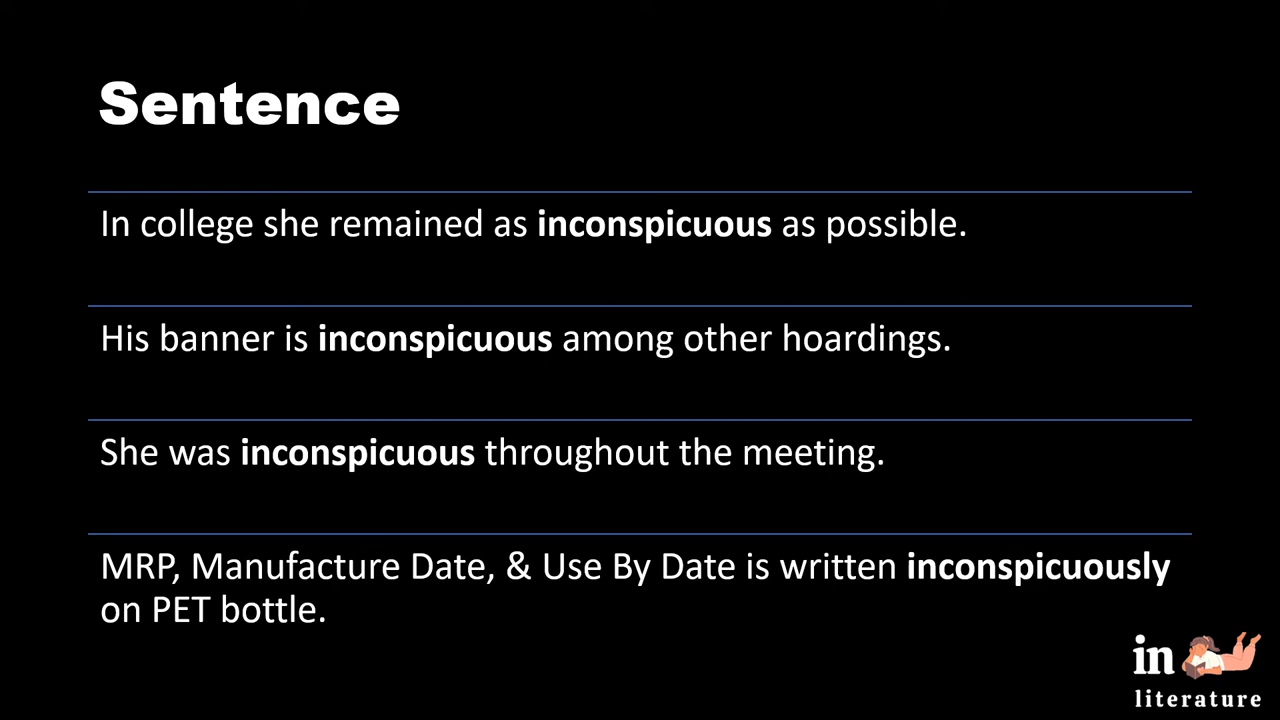 Sentence
In college she remained as inconspicuous as possible.
His banner is inconspicuous among other hoardings.
She was inconspicuous throughout the meeting.
MRP, Manufacture Date, & Use By Date is written inconspicuously
on PET bottle.
in
literature